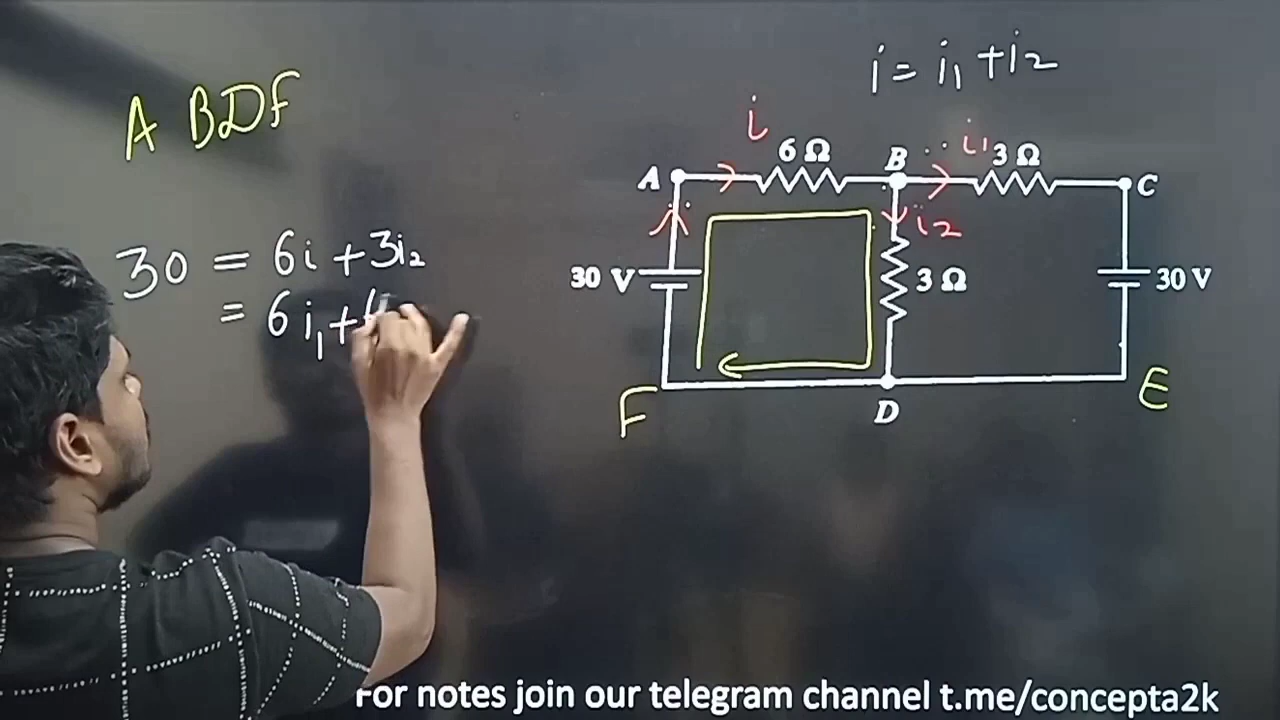 A BDF
i = i₁ + i₂
i
6 Ω
B
i₁
3 Ω
A
C
i₂
30 = 6i + 3i₂
30 V
3 Ω
30 V
= 6 i₁ +
F
D
E
For notes join our telegram channel t.me/concepta2k